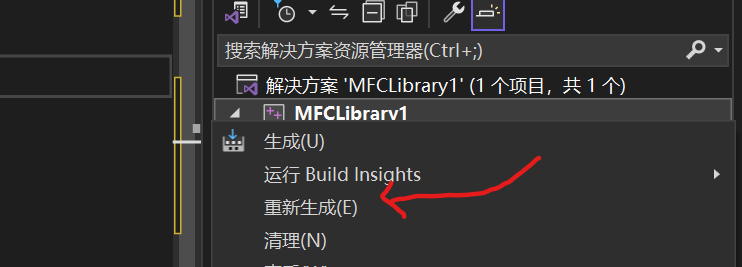 搜索解决方案资源管理器(Ctrl+;)
解决方案 'MFCLibrary1' (1 个项目，共 1 个)
MFCLibrary1
生成(U)
运行 Build Insights
重新生成(E)
清理(N)